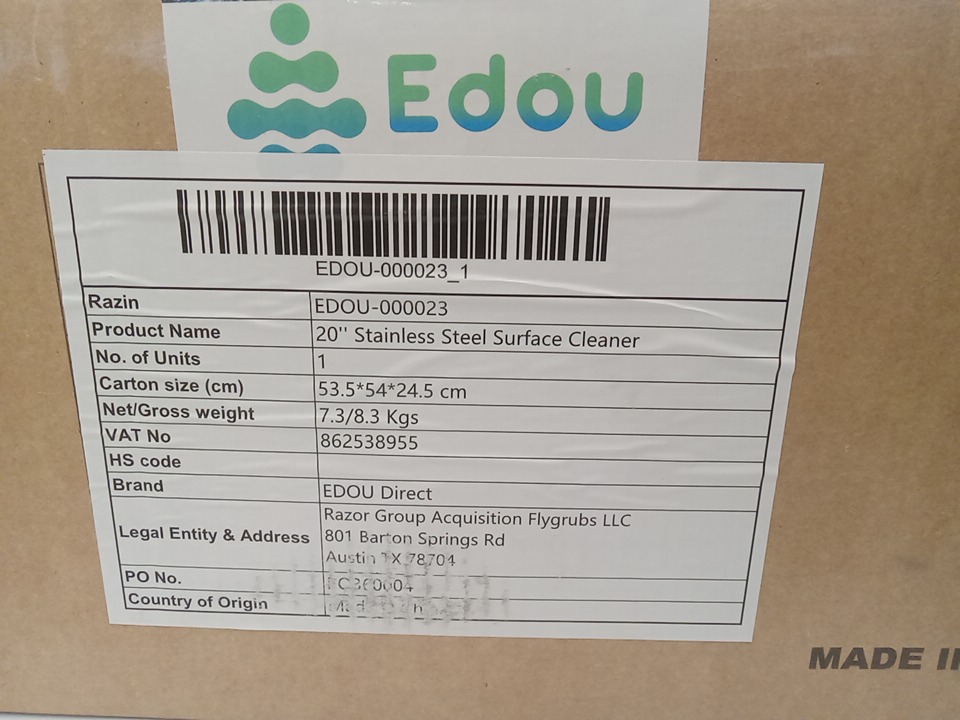 Edou
EDOU-000023_1
Razin EDOU-000023
Product Name 20'' Stainless Steel Surface Cleaner
No. of Units 1
Carton size (cm) 53.5*54*24.5 cm
Net/Gross weight 7.3/8.3 Kgs
VAT No 862538955
HS code
Brand EDOU Direct
Legal Entity & Address Razor Group Acquisition Flygrubs LLC
801 Barton Springs Rd
Austin TX 78704
PO No.
Country of Origin
MADE